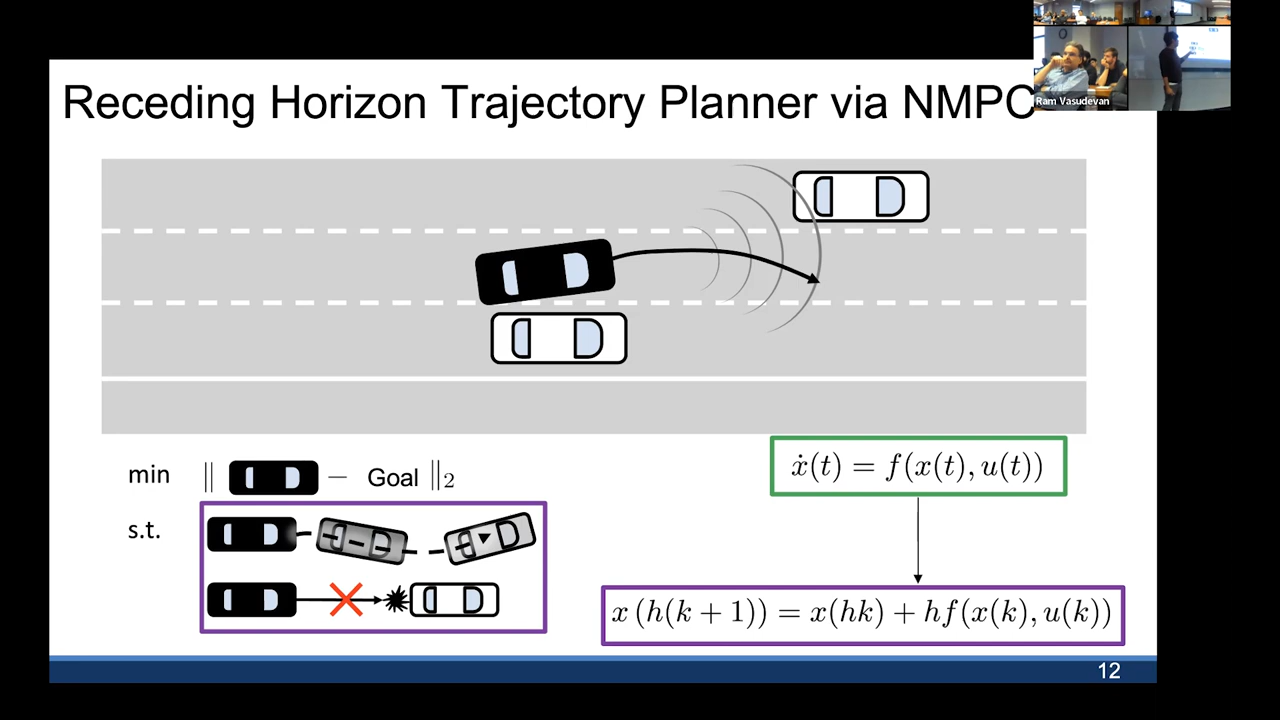 Receding Horizon Trajectory Planner via NMPC
Ram Vasudevan
min ‖ − Goal ‖₂
s.t.
ẋ(t) = f(x(t), u(t))
x (h(k + 1)) = x(hk) + hf(x(k), u(k))
12